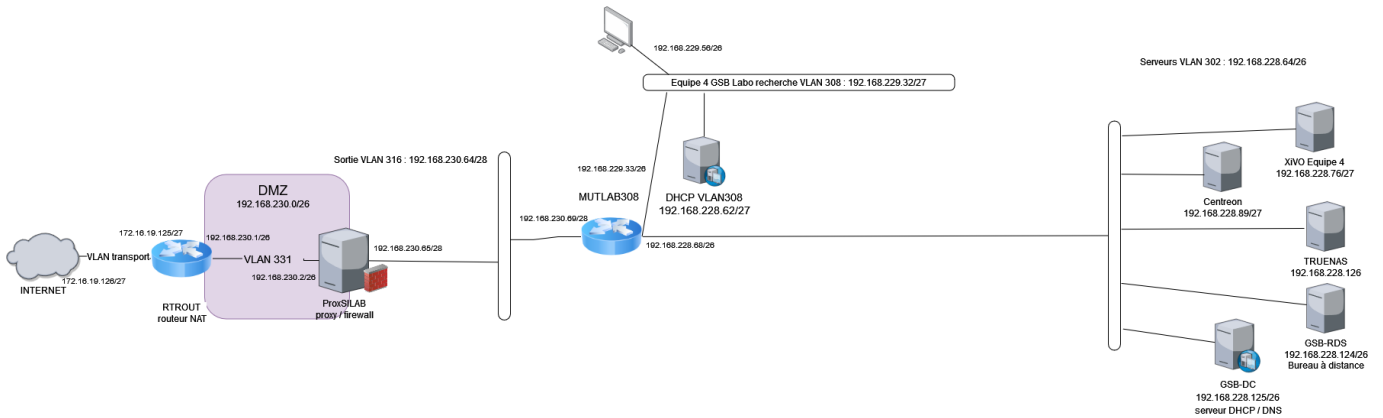 192.168.229.56/26
Equipe 4 GSB Labo recherche VLAN 308 : 192.168.229.32/27
Serveurs VLAN 302 : 192.168.228.64/26
Sortie VLAN 316 : 192.168.230.64/28
192.168.229.33/26
DHCP VLAN308
192.168.228.62/27
MUTLAB308
192.168.230.69/28
192.168.228.68/26
XiVO Equipe 4
192.168.228.76/27
Centreon
192.168.228.89/27
TRUENAS
192.168.228.126
GSB-RDS
192.168.228.124/26
Bureau à distance
GSB-DC
192.168.228.125/26
serveur DHCP / DNS
DMZ
192.168.230.0/26
172.16.19.125/27
192.168.230.1/26
192.168.230.65/28
VLAN transport
VLAN 331
192.168.230.2/26
172.16.19.126/27
INTERNET
RTROUT
routeur NAT
ProxSILAB
proxy / firewall